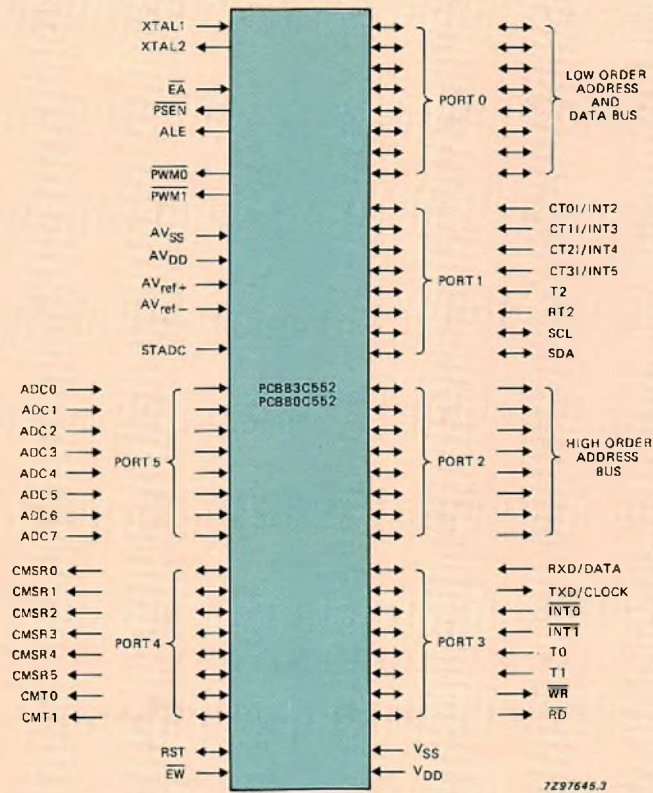 XTAL1
XTAL2
EA
PSEN
ALE
PWM0
PWM1
AVSS
AVDD
AVref+
AVref−
STADC
ADC0
ADC1
ADC2
ADC3
ADC4
ADC5
ADC6
ADC7
PORT 5
CMSR0
CMSR1
CMSR2
CMSR3
CMSR4
CMSR5
CMT0
CMT1
PORT 4
RST
EW
PCB83C552
PCB80C552
PORT 0
LOW ORDER
ADDRESS
AND
DATA BUS
PORT 1
CT0I/INT2
CT1I/INT3
CT2I/INT4
CT3I/INT5
T2
RT2
SCL
SDA
PORT 2
HIGH ORDER
ADDRESS
BUS
PORT 3
RXD/DATA
TXD/CLOCK
INT0
INT1
T0
T1
WR
RD
VSS
VDD
7Z97645.3